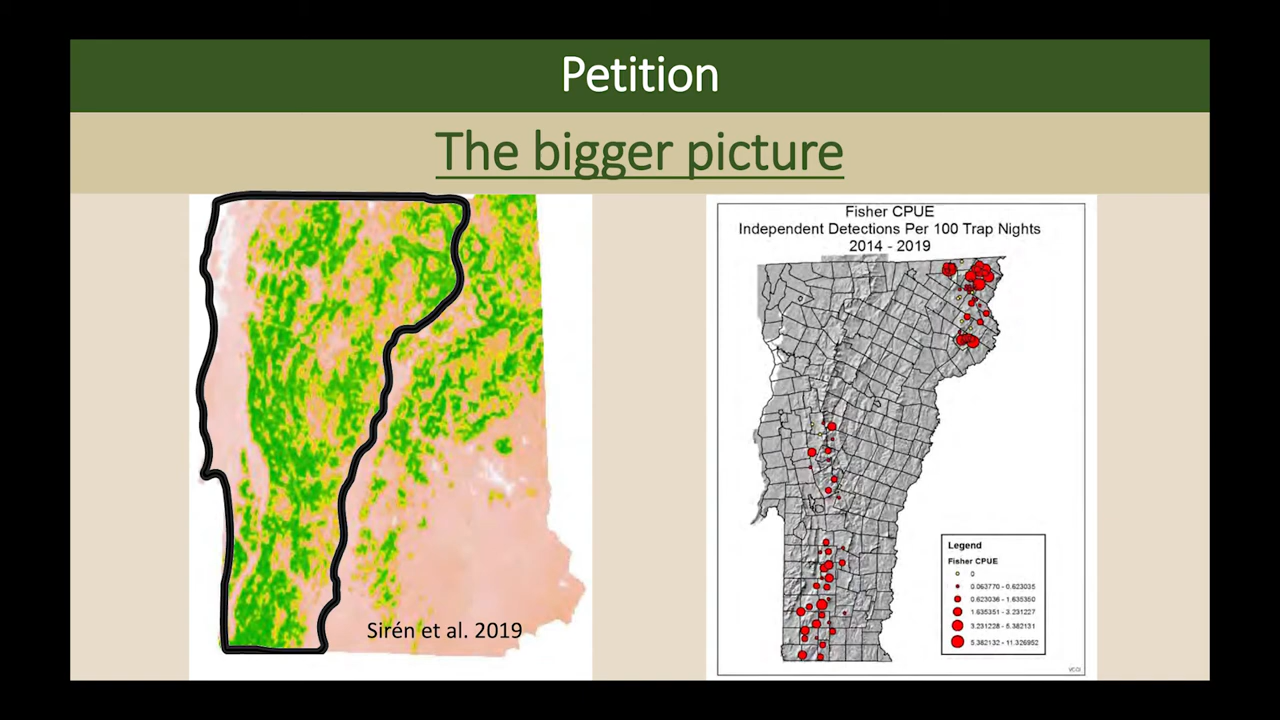 Petition
The bigger picture
Sirén et al. 2019
Fisher CPUE
Independent Detections Per 100 Trap Nights
2014 - 2019
Legend
Fisher CPUE
0
0.063770 - 0.623035
0.623036 - 1.635350
1.635351 - 3.231227
3.231228 - 5.382131
5.382132 - 11.326952
VCGI